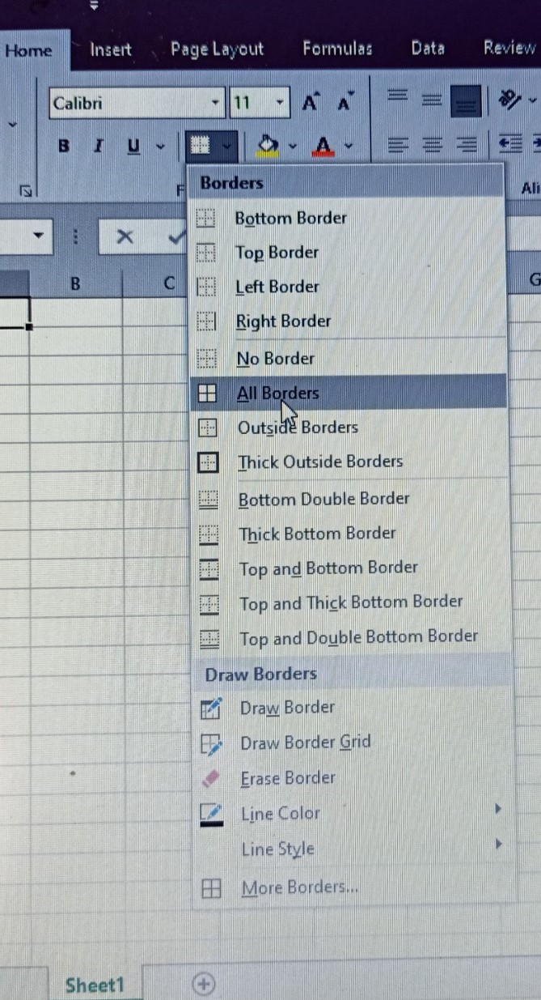 Home Insert Page Layout Formulas Data Review
Calibri 11 A A
B I U A
F
Ali
B C G
Borders
Bottom Border
Top Border
Left Border
Right Border
No Border
All Borders
Outside Borders
Thick Outside Borders
Bottom Double Border
Thick Bottom Border
Top and Bottom Border
Top and Thick Bottom Border
Top and Double Bottom Border
Draw Borders
Draw Border
Draw Border Grid
Erase Border
Line Color
Line Style
More Borders...
Sheet1